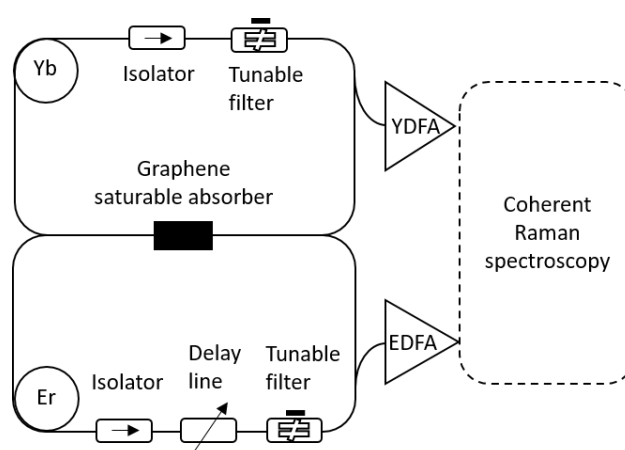 Yb
Isolator
Tunable
filter
YDFA
Graphene
saturable absorber
Coherent
Raman
spectroscopy
EDFA
Delay
line
Tunable
filter
Isolator
Er